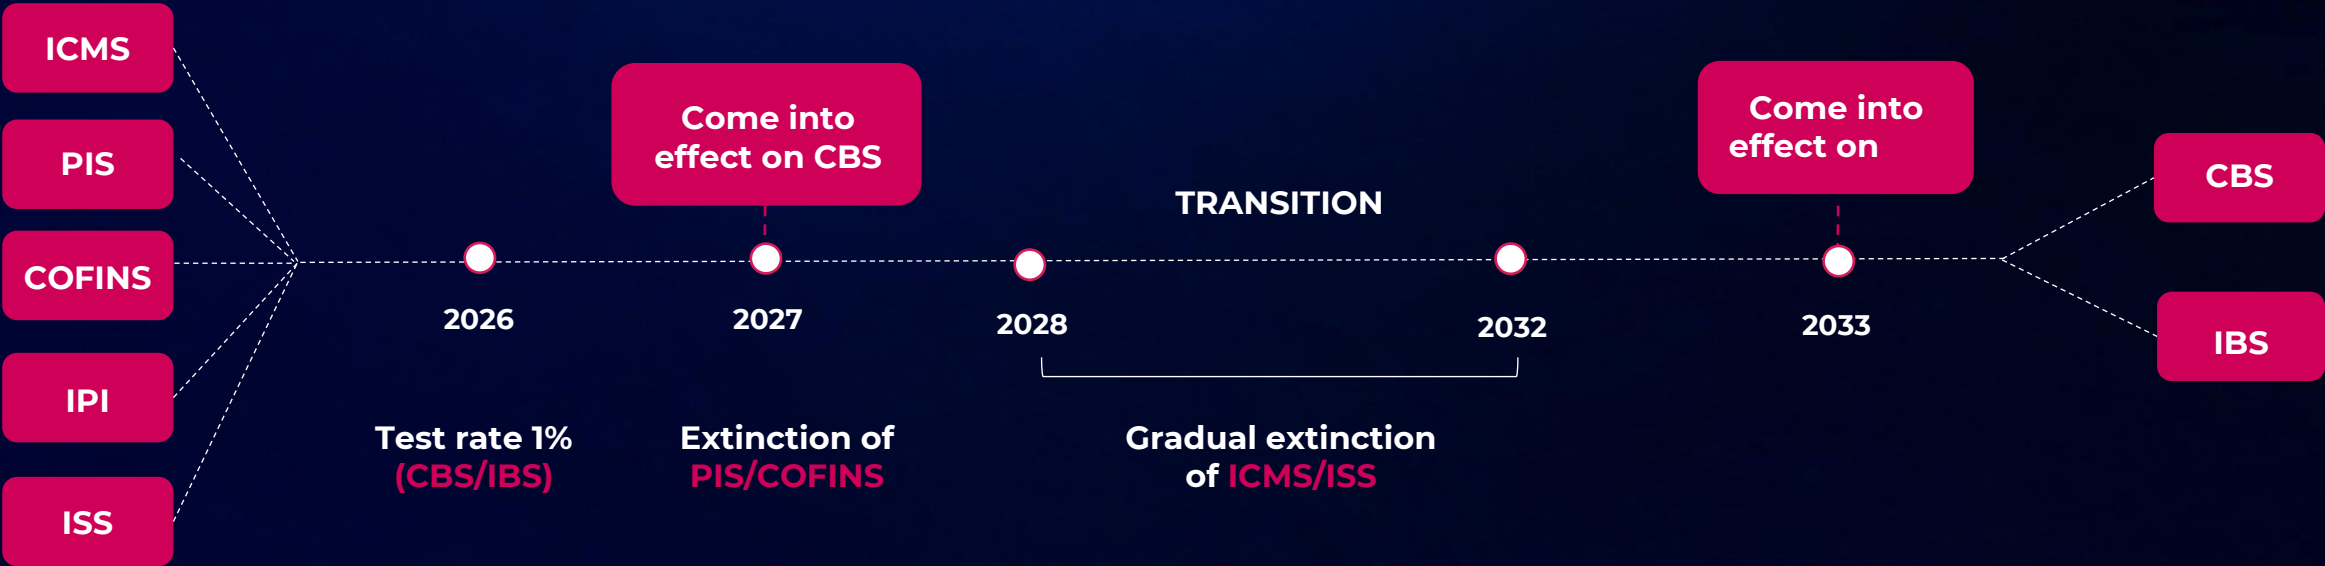 ICMS
PIS
COFINS
IPI
ISS
Come into
effect on CBS
TRANSITION
Come into
effect on
2026
2027
2028
2032
2033
Test rate 1%
(CBS/IBS)
Extinction of
PIS/COFINS
Gradual extinction
of ICMS/ISS
CBS
IBS